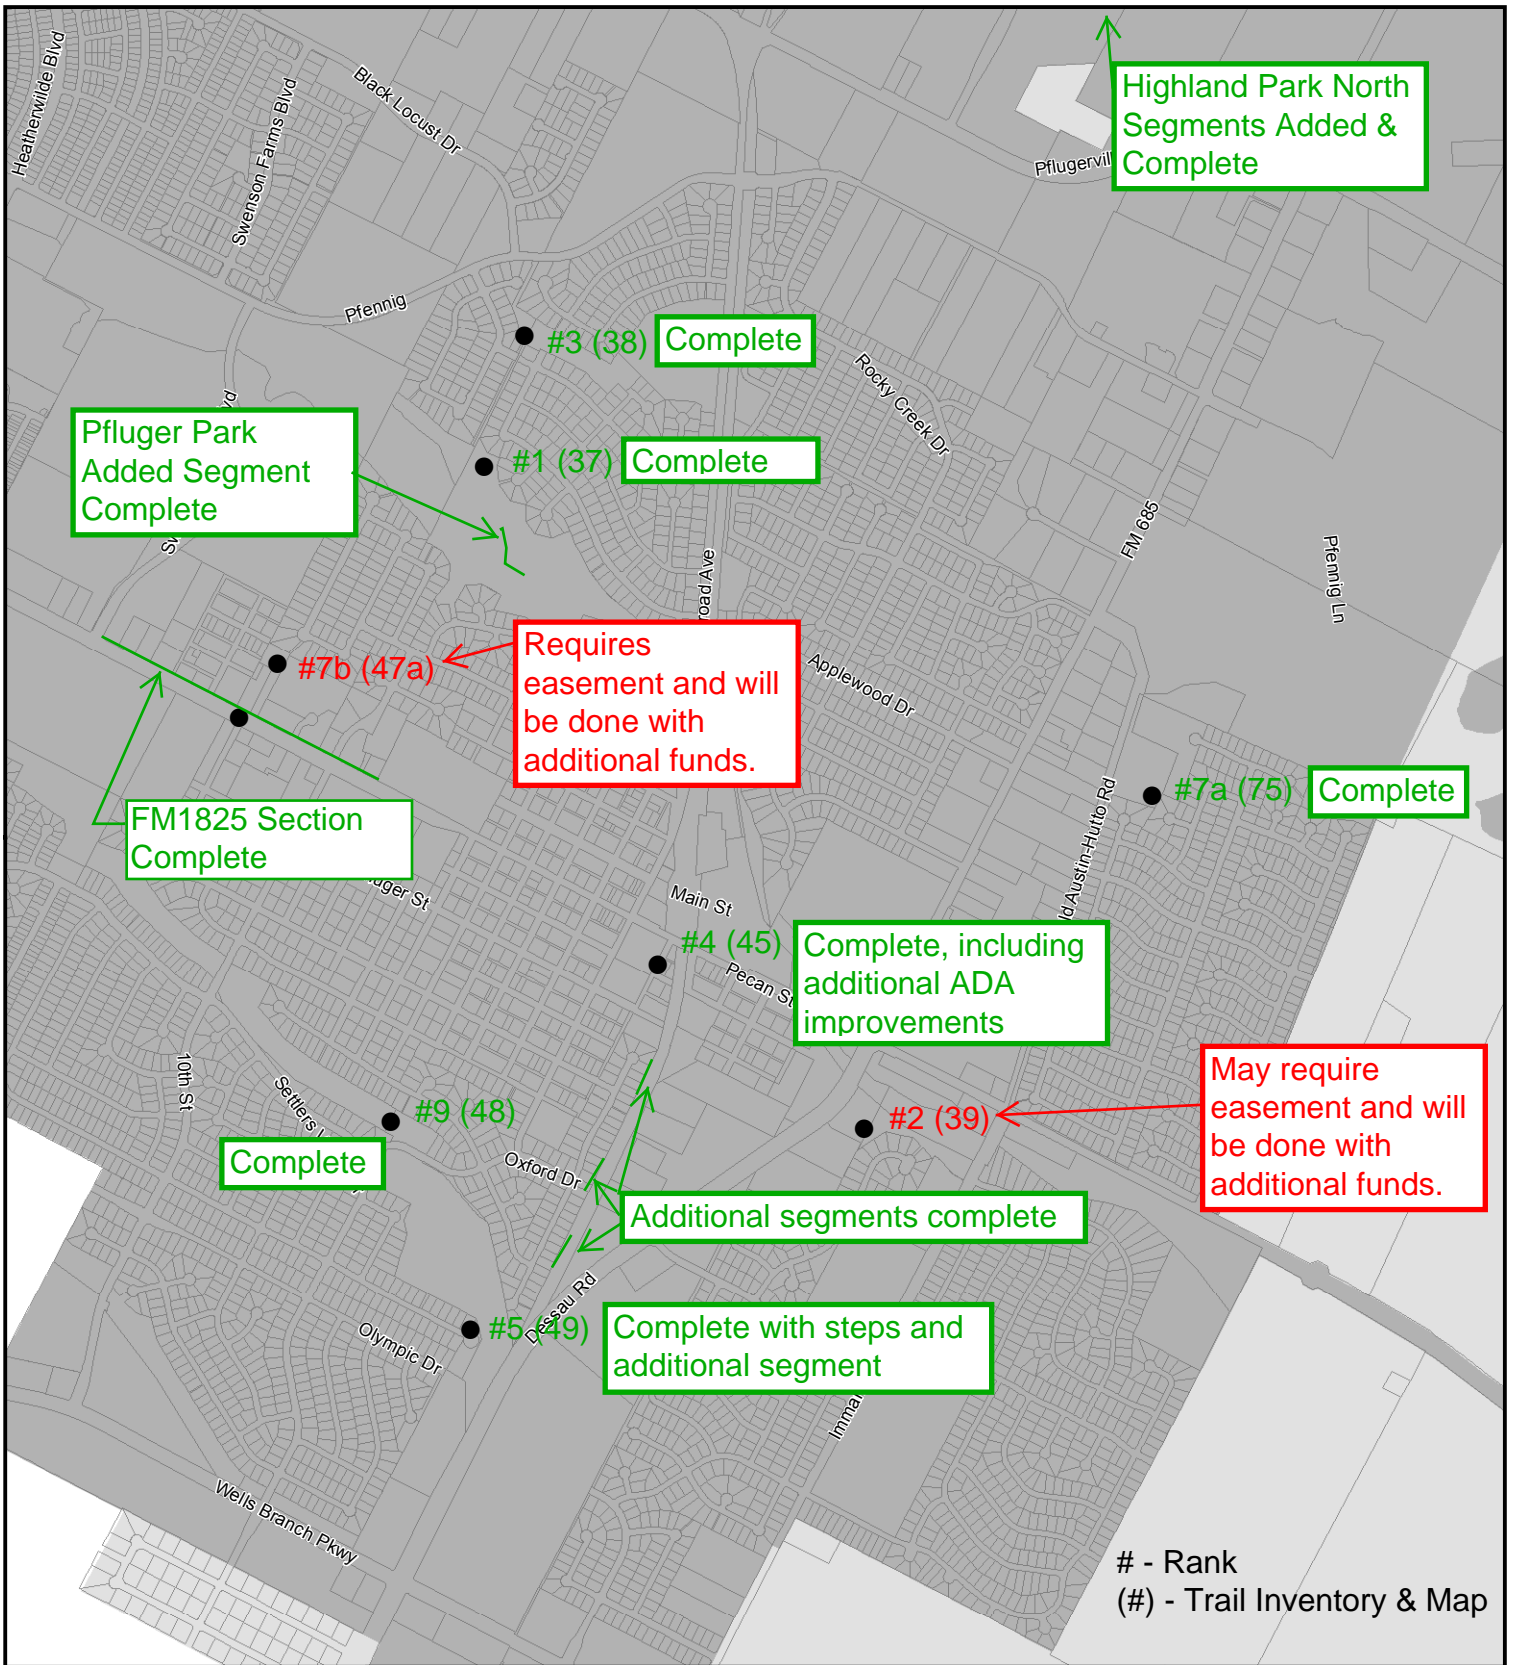 Heatherwilde Blvd
Swenson Farms Blvd
Black Locust Dr
Highland Park North
Segments Added &
Complete
Pfennig
#3 (38)
Complete
Rocky Creek Dr
Pfluger Park
Added Segment
Complete
#1 (37)
Complete
FM 685
Pfennig Ln
#7b (47a)
Requires
easement and will
be done with
additional funds.
Applewood Dr
FM1825 Section
Complete
#7a (75)
Complete
Main St
#4 (45)
Pecan St
Complete, including
additional ADA
improvements
10th St
#9 (48)
Complete
Oxford Dr
#2 (39)
May require
easement and will
be done with
additional funds.
Additional segments complete
Dessau Rd
#5 (49)
Complete with steps and
additional segment
Olympic Dr
Wells Branch Pkwy
# - Rank
(#) - Trail Inventory & Map